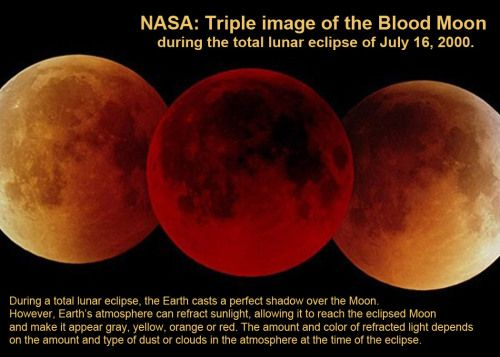 NASA: Triple image of the Blood Moon
during the total lunar eclipse of July 16, 2000.
During a total lunar eclipse, the Earth casts a perfect shadow over the Moon.
However, Earth's atmosphere can refract sunlight, allowing it to reach the eclipsed Moon
and make it appear gray, yellow, orange or red. The amount and color of refracted light depends
on the amount and type of dust or clouds in the atmosphere at the time of the eclipse.